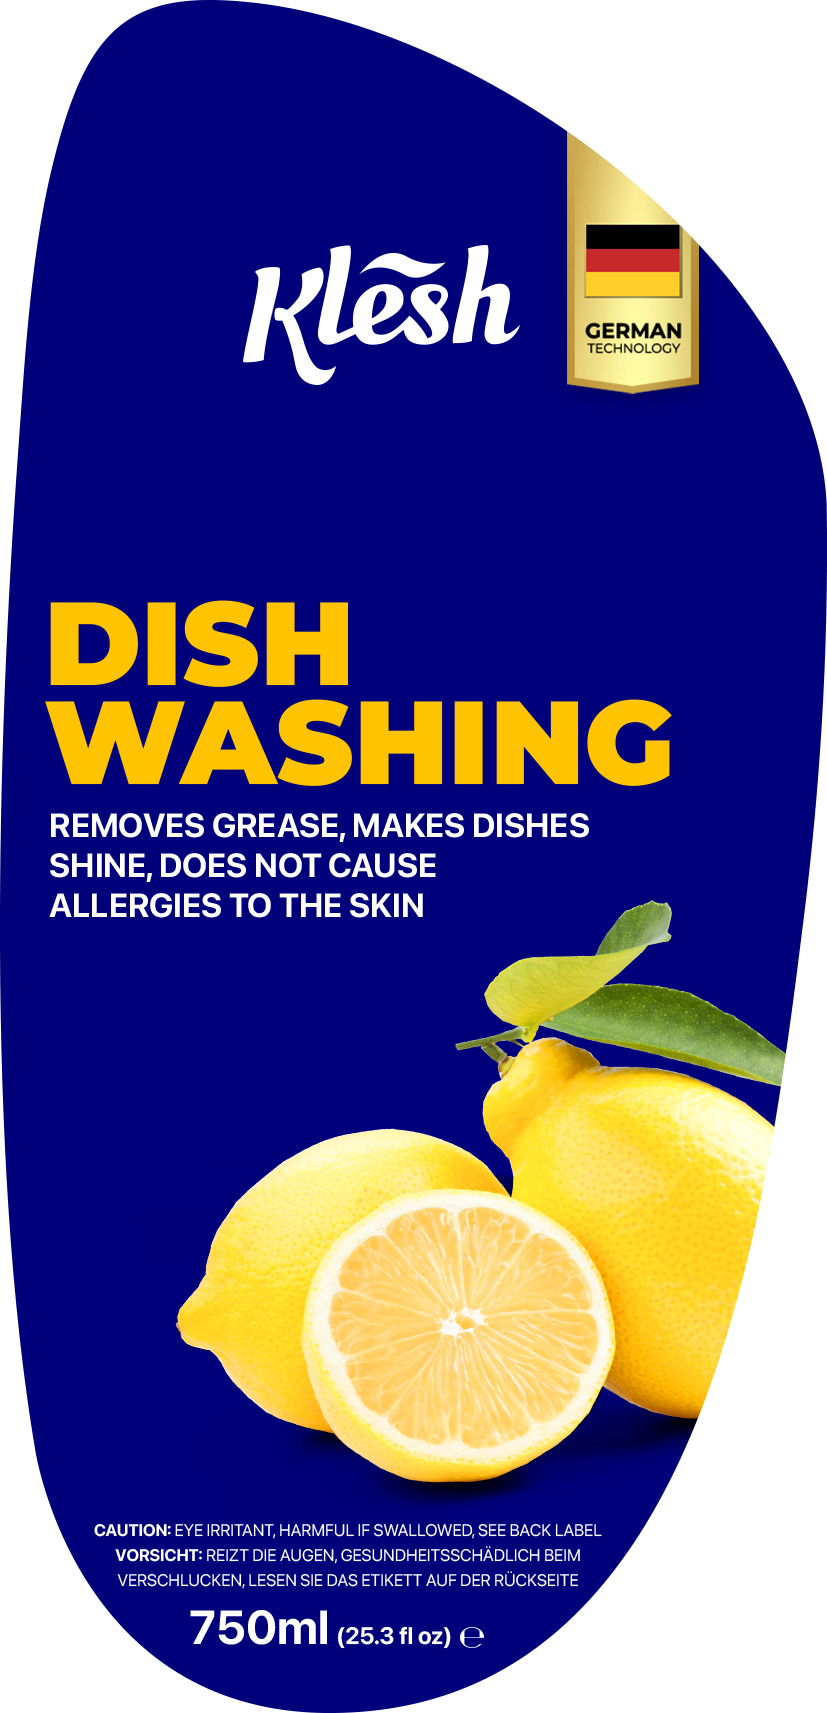 Klesh
GERMAN
TECHNOLOGY
DISH
WASHING
REMOVES GREASE, MAKES DISHES
SHINE, DOES NOT CAUSE
ALLERGIES TO THE SKIN
CAUTION: EYE IRRITANT, HARMFUL IF SWALLOWED, SEE BACK LABEL
VORSICHT: REIZT DIE AUGEN, GESUNDHEITSSCHÄDLICH BEIM
VERSCHLUCKEN, LESEN SIE DAS ETIKETT AUF DER RÜCKSEITE
750ml (25.3 fl oz) ℮